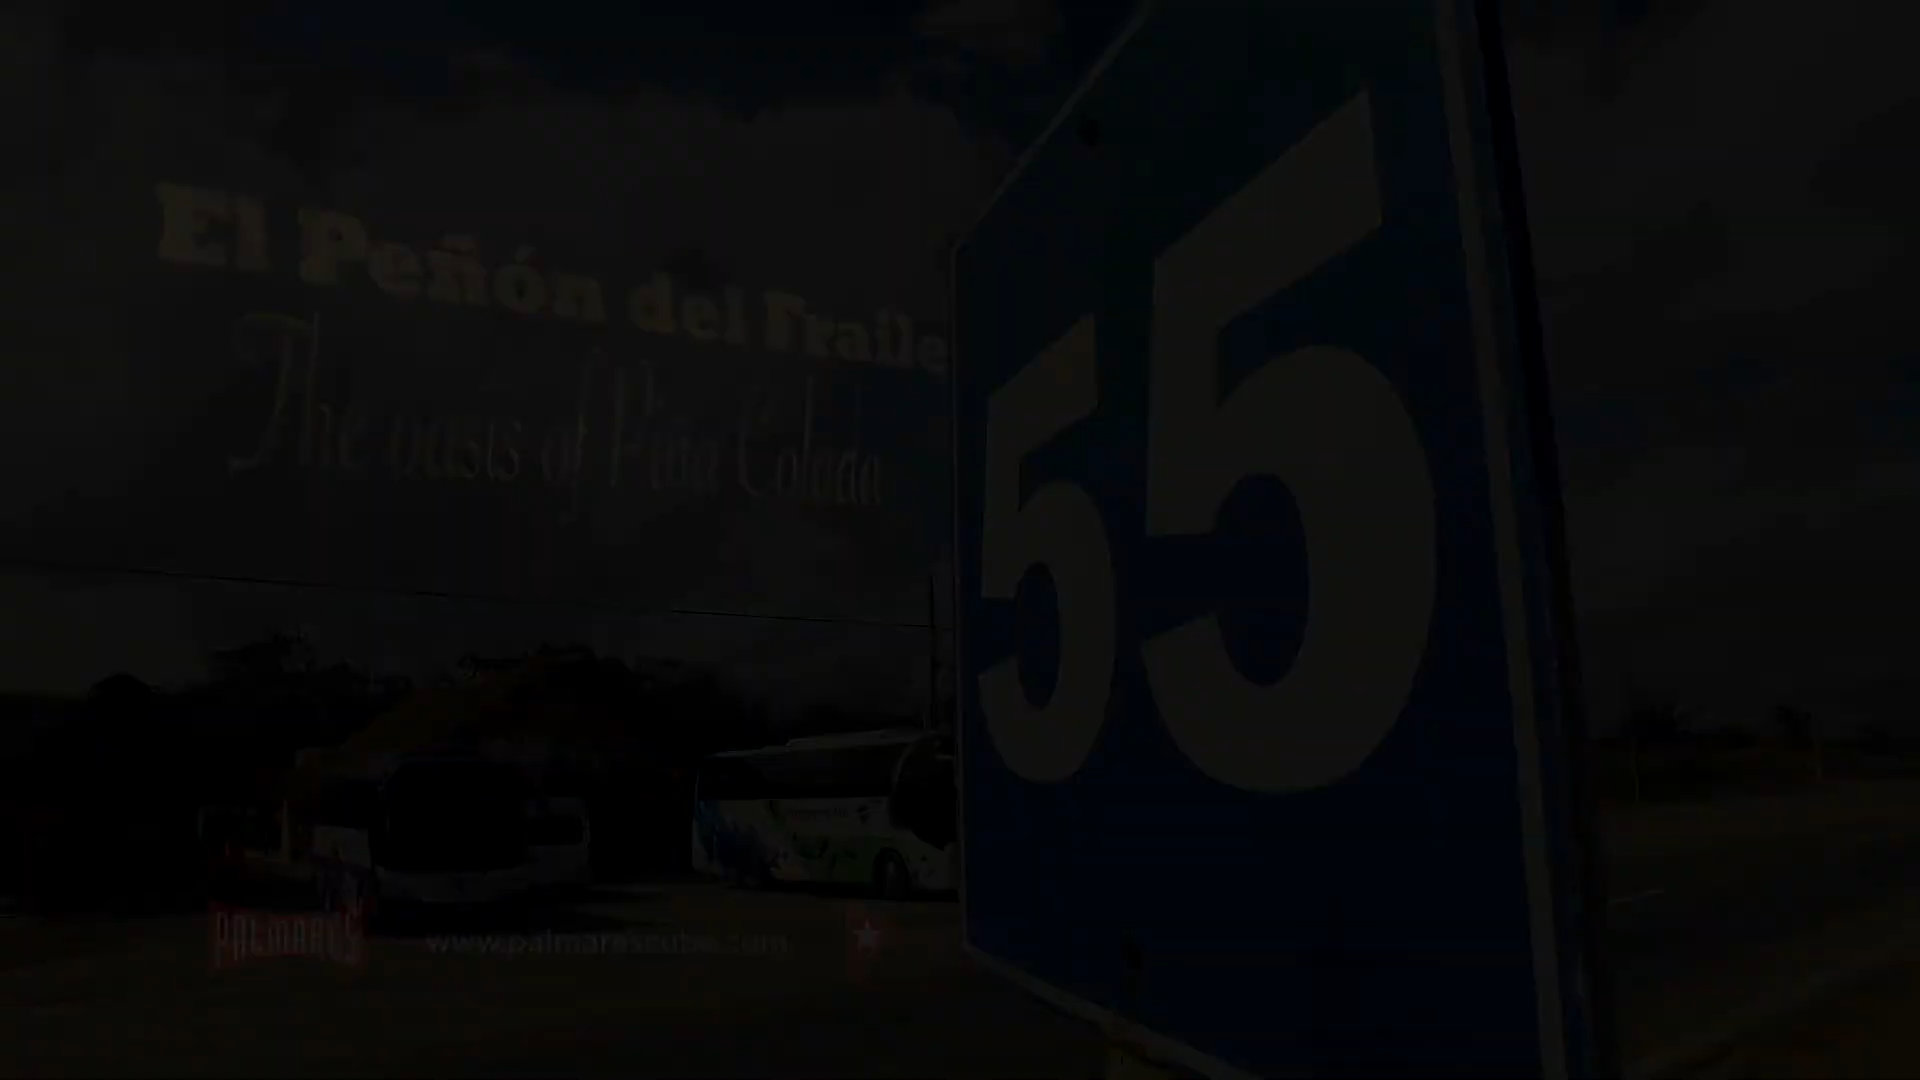 El Peñón del Fraile
The oasis of Piña Colada
55
PALMARES
www.palmarescuba.com